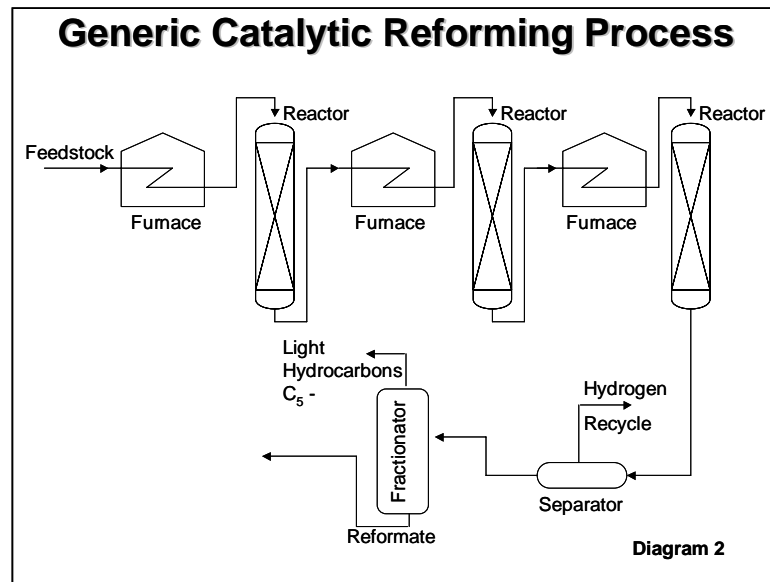 Generic Catalytic Reforming Process
Reactor
Reactor
Reactor
Feedstock
Furnace
Furnace
Furnace
Light
Hydrocarbons
C₅ -
Hydrogen
Recycle
Fractionator
Separator
Reformate
Diagram 2